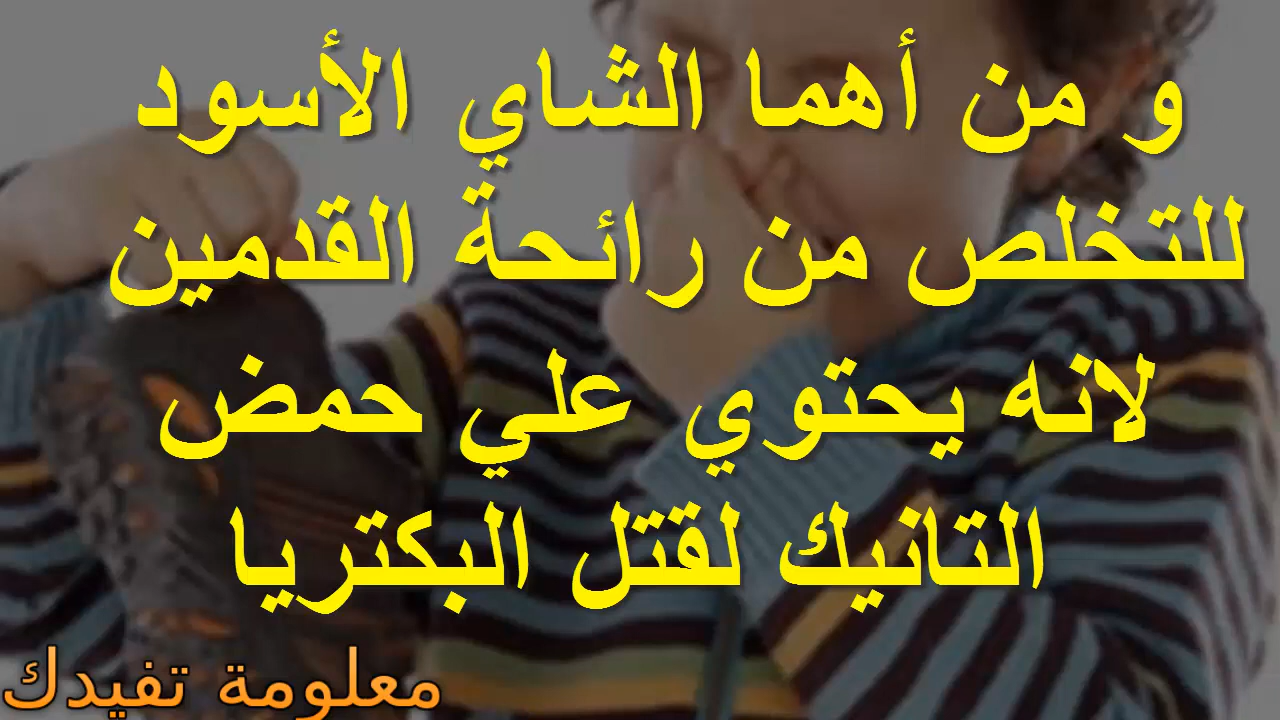 و من أهما الشاي الأسود
للتخلص من رائحة القدمين
لانه يحتوي علي حمض
التانيك لقتل البكتريا
معلومة تفيدك